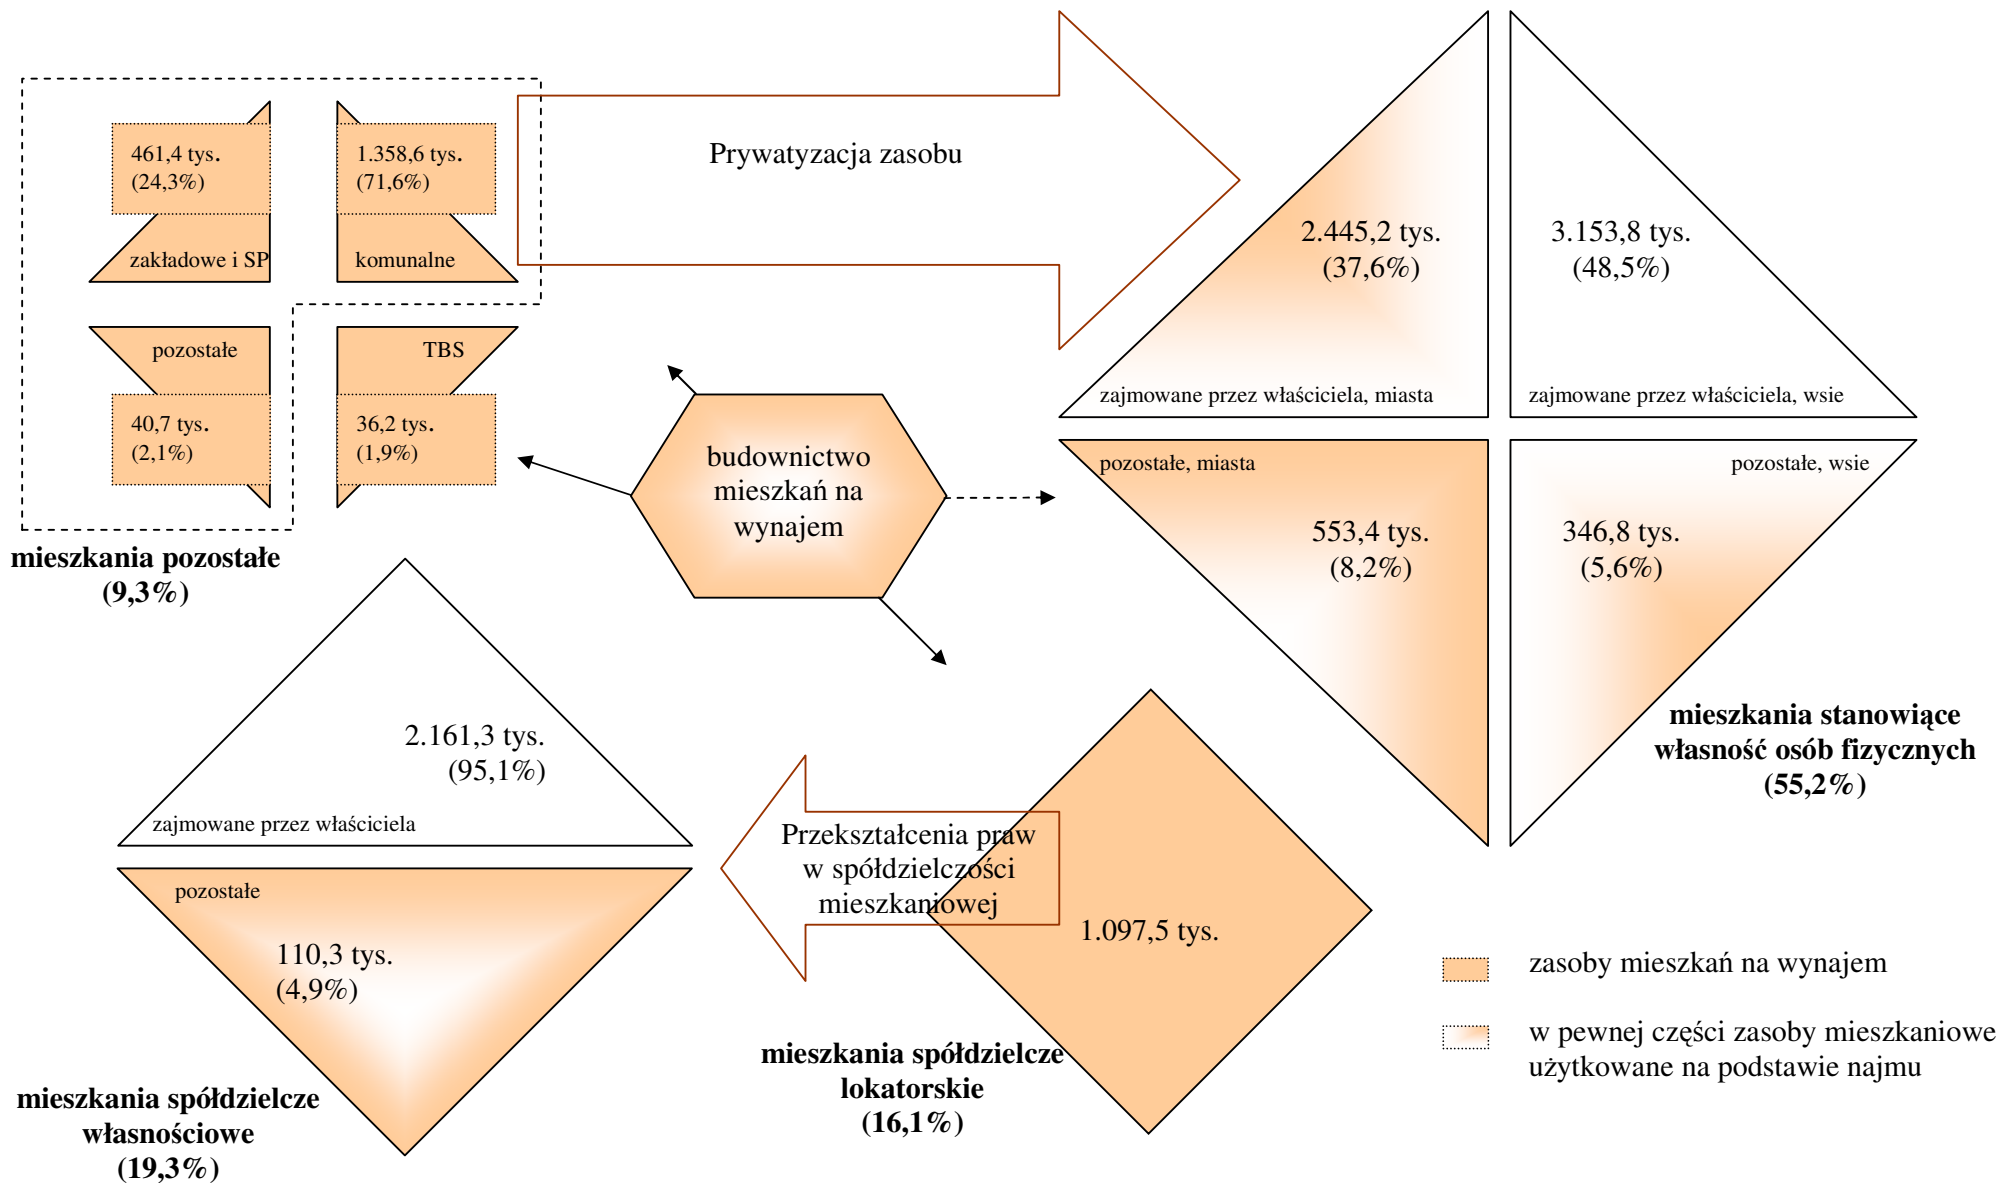 461,4 tys.
(24,3%)
zakładowe i SP
1.358,6 tys.
(71,6%)
komunalne
pozostałe
40,7 tys.
(2,1%)
TBS
36,2 tys.
(1,9%)
mieszkania pozostałe
(9,3%)
Prywatyzacja zasobu
2.445,2 tys.
(37,6%)
zajmowane przez właściciela, miasta
3.153,8 tys.
(48,5%)
zajmowane przez właściciela, wsie
pozostałe, miasta
553,4 tys.
(8,2%)
pozostałe, wsie
346,8 tys.
(5,6%)
mieszkania stanowiące
własność osób fizycznych
(55,2%)
budownictwo
mieszkań na
wynajem
2.161,3 tys.
(95,1%)
zajmowane przez właściciela
pozostałe
110,3 tys.
(4,9%)
mieszkania spółdzielcze
własnościowe
(19,3%)
Przekształcenia praw
w spółdzielczości
mieszkaniowej
1.097,5 tys.
mieszkania spółdzielcze
lokatorskie
(16,1%)
zasoby mieszkań na wynajem
w pewnej części zasoby mieszkaniowe
użytkowane na podstawie najmu